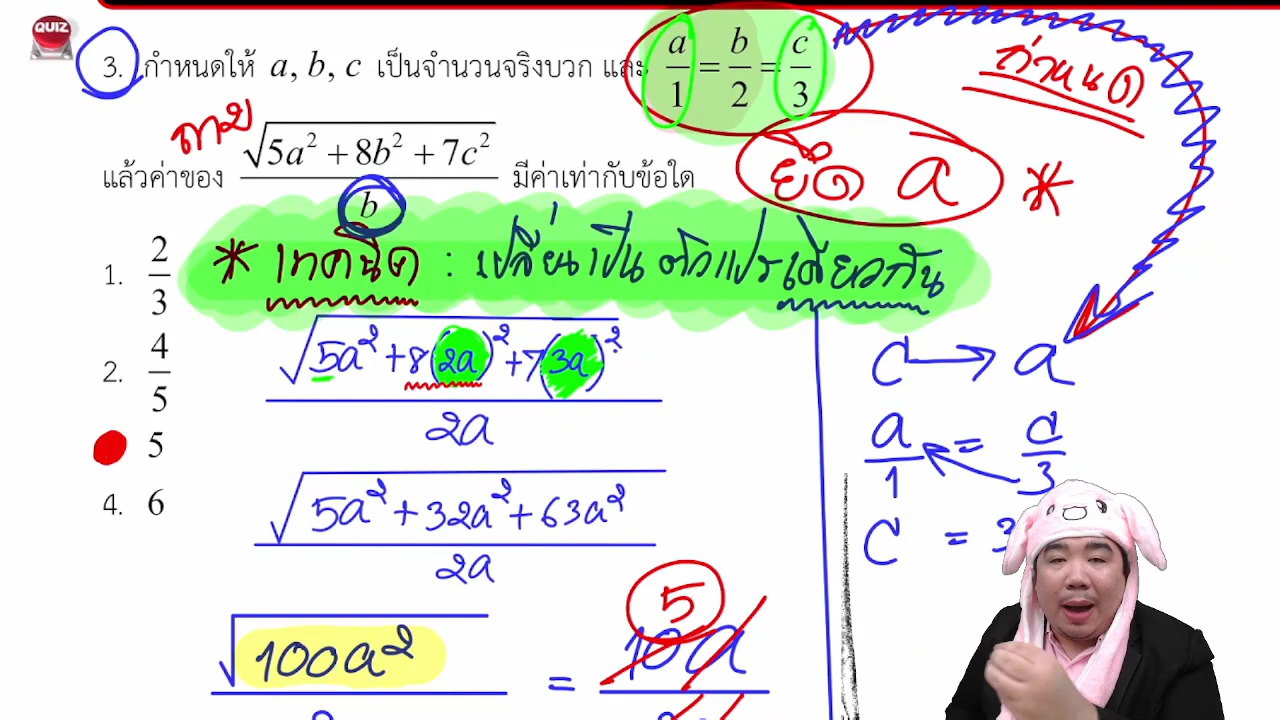 QUIZ
3. กำหนดให้ a, b, c เป็นจำนวนจริงบวก และ a/1 = b/2 = c/3
กำหนด
ถาม
แล้วค่าของ √(5a² + 8b² + 7c²)/b มีค่าเท่ากับข้อใด
ยึด a *
* เทคนิค : เปลี่ยนเป็น ตัวแปรเดียวกัน
1. 2/3
2. 4/5
5
4. 6
√(5a² + 8(2a)² + 7(3a)²)
2a
√(5a² + 32a² + 63a²)
2a
√(100a²) = 10a
5
c → a
a/1 = c/3
c = 3